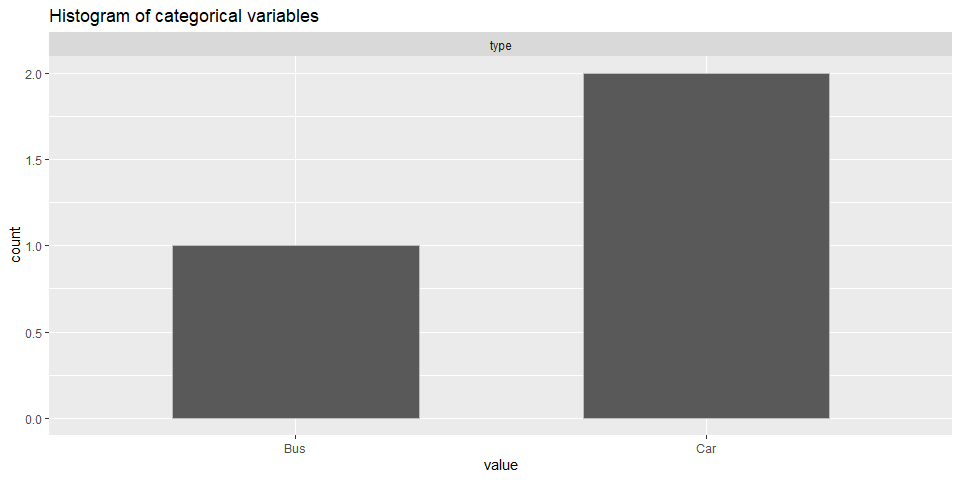 Histogram of categorical variables
type
2.0
1.5
1.0
0.5
0.0
count
Bus Car
value